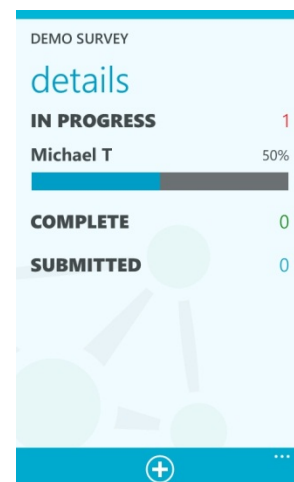 DEMO SURVEY
details
IN PROGRESS 1
Michael T 50%
COMPLETE 0
SUBMITTED 0